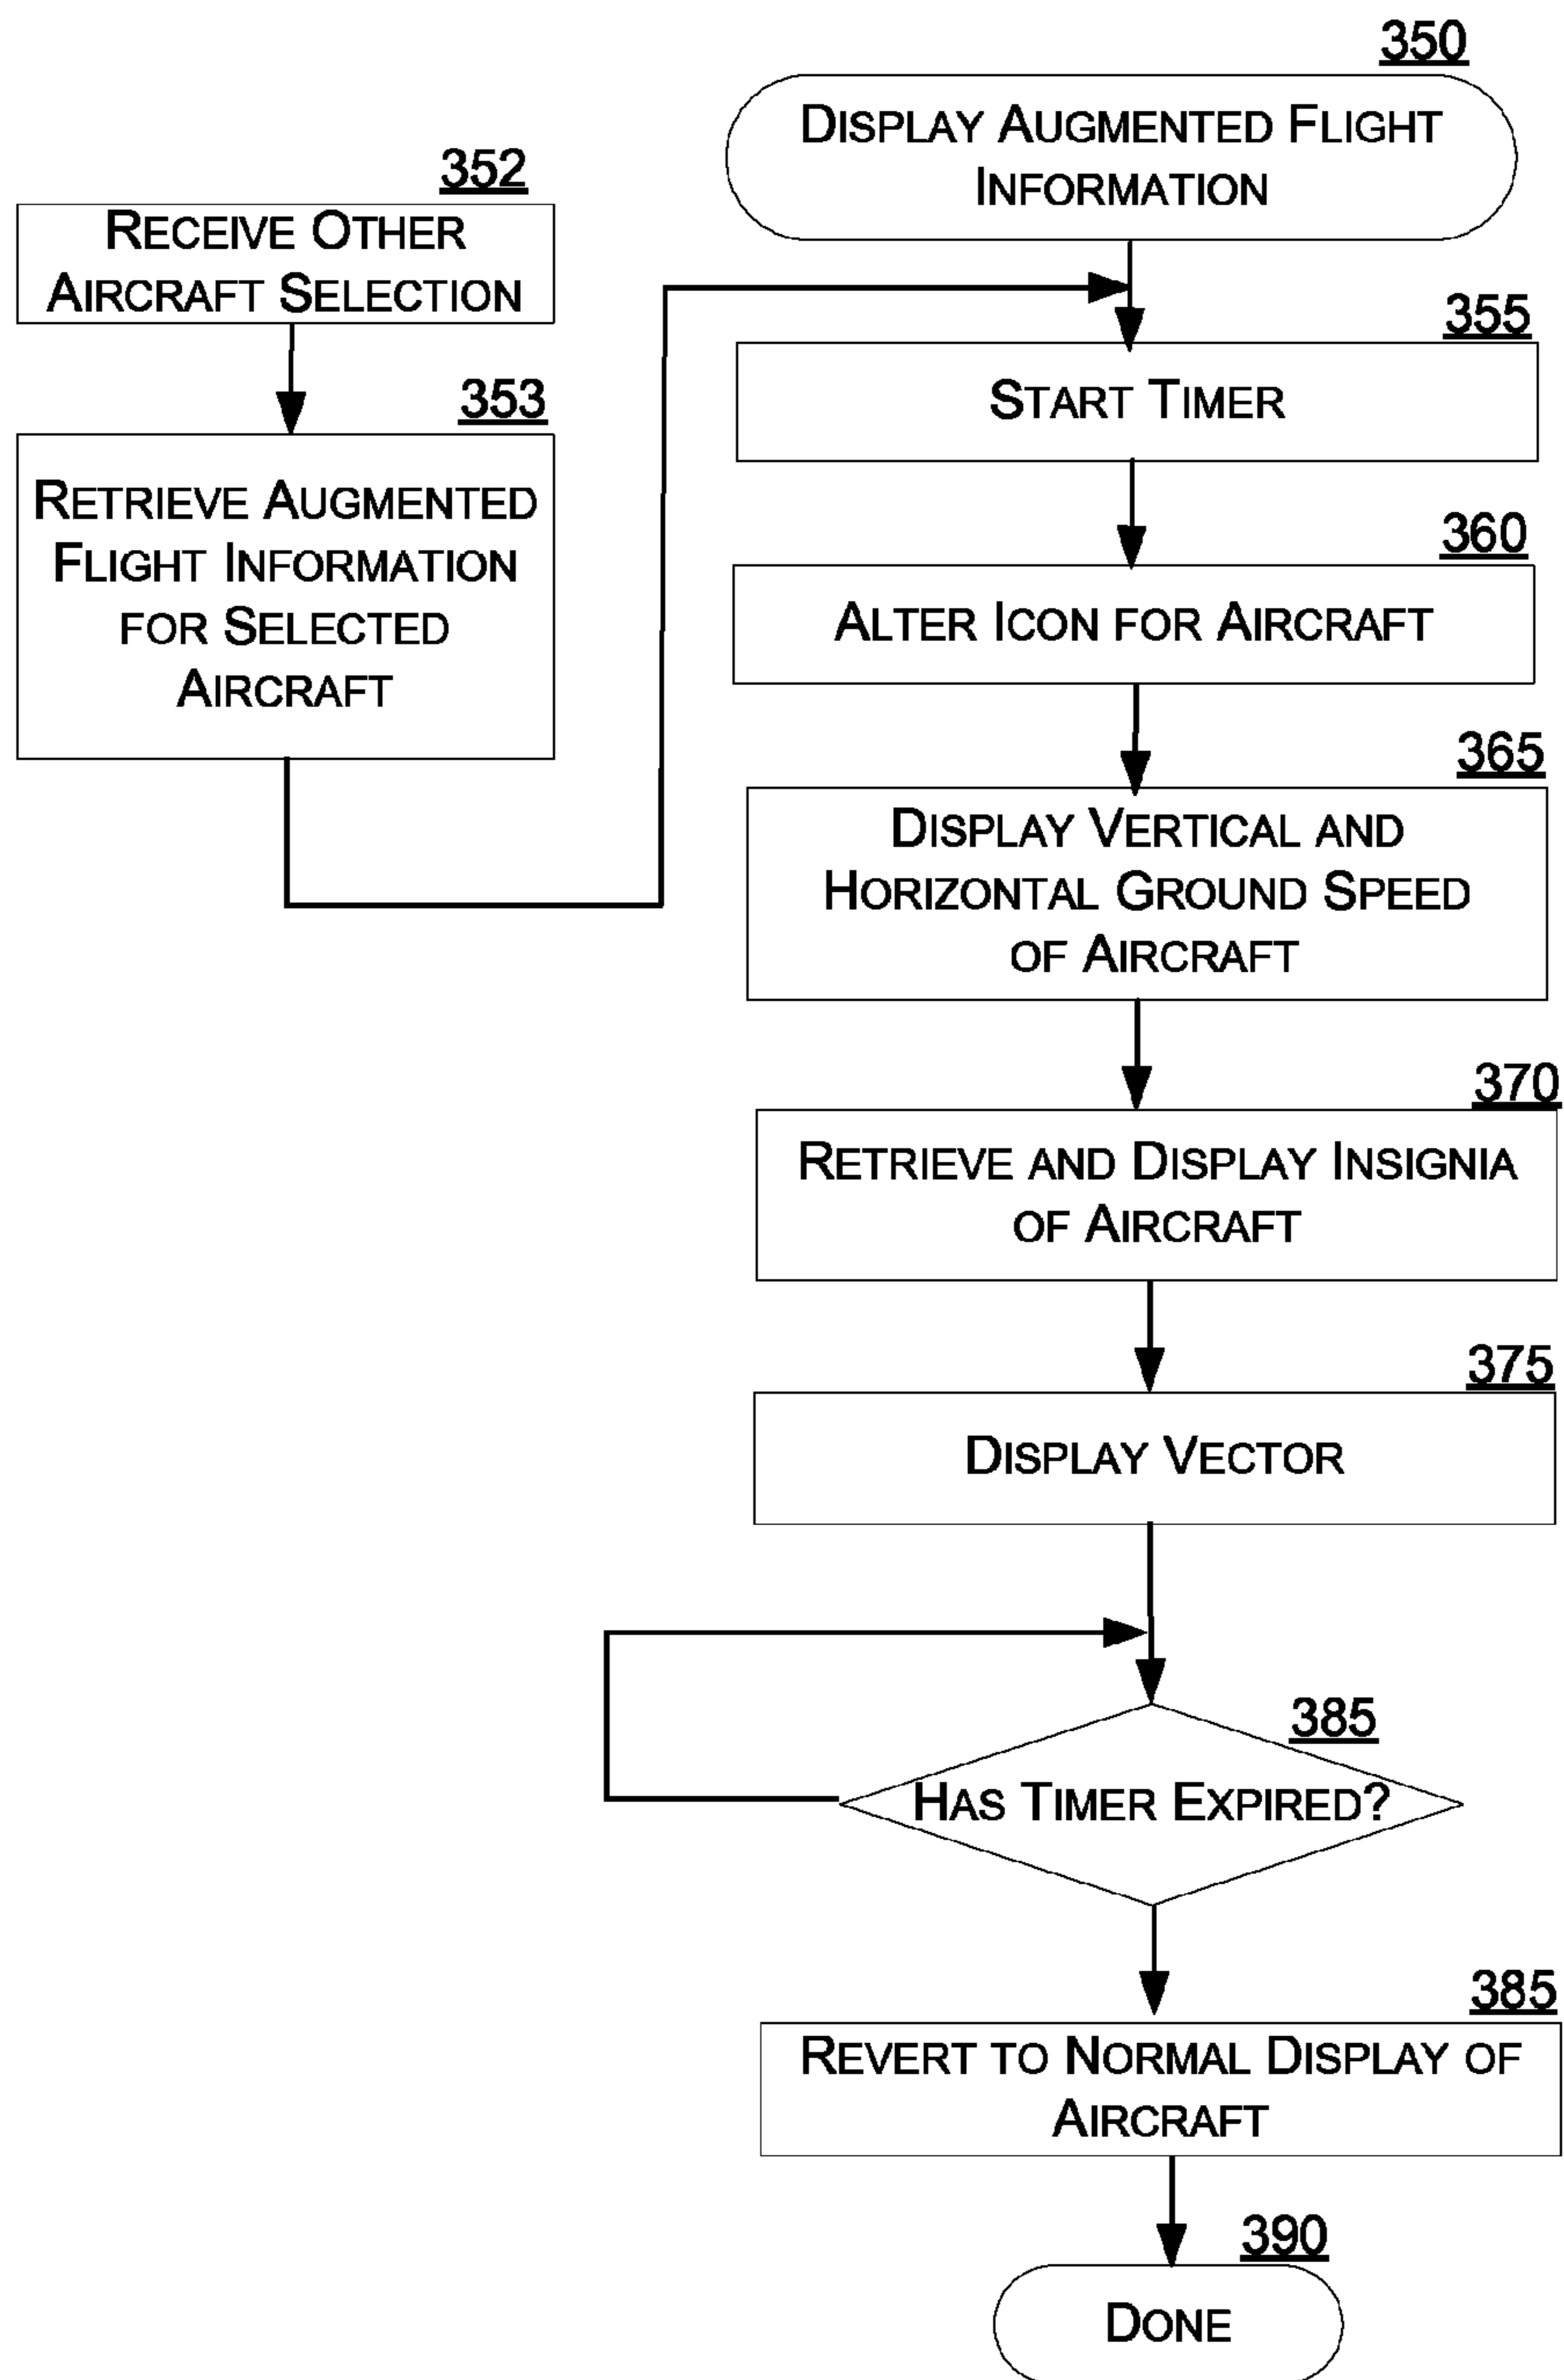 350
DISPLAY AUGMENTED FLIGHT
INFORMATION
352
RECEIVE OTHER
AIRCRAFT SELECTION
353
RETRIEVE AUGMENTED
FLIGHT INFORMATION
FOR SELECTED
AIRCRAFT
355
START TIMER
360
ALTER ICON FOR AIRCRAFT
365
DISPLAY VERTICAL AND
HORIZONTAL GROUND SPEED
OF AIRCRAFT
370
RETRIEVE AND DISPLAY INSIGNIA
OF AIRCRAFT
375
DISPLAY VECTOR
385
HAS TIMER EXPIRED?
385
REVERT TO NORMAL DISPLAY OF
AIRCRAFT
390
DONE